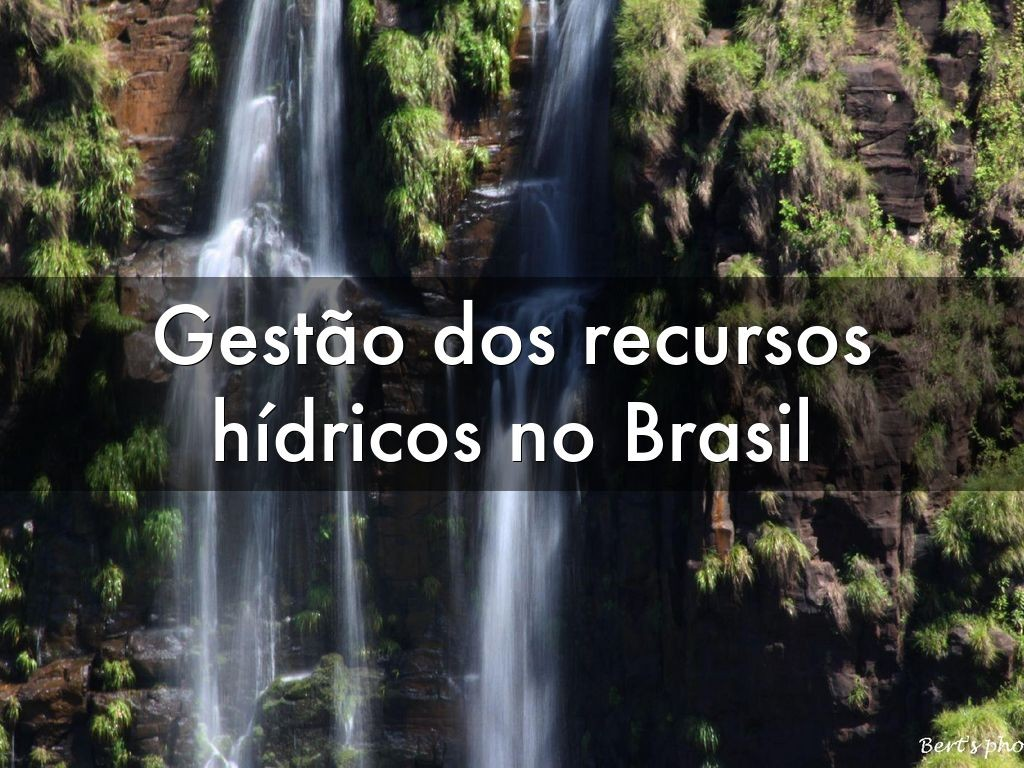 Gestão dos recursos
hídricos no Brasil
Bert's pho